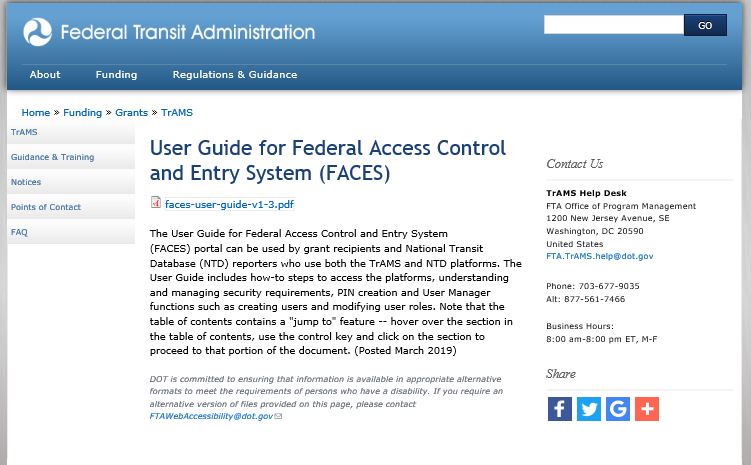 Federal Transit Administration
GO
About Funding Regulations & Guidance
Home » Funding » Grants » TrAMS
TrAMS
Guidance & Training
Notices
Points of Contact
FAQ
User Guide for Federal Access Control
and Entry System (FACES)
faces-user-guide-v1-3.pdf
The User Guide for Federal Access Control and Entry System
(FACES) portal can be used by grant recipients and National Transit
Database (NTD) reporters who use both the TrAMS and NTD platforms. The
User Guide includes how-to steps to access the platforms, understanding
and managing security requirements, PIN creation and User Manager
functions such as creating users and modifying user roles. Note that the
table of contents contains a "jump to" feature -- hover over the section in
the table of contents, use the control key and click on the section to
proceed to that portion of the document. (Posted March 2019)
DOT is committed to ensuring that information is available in appropriate alternative
formats to meet the requirements of persons who have a disability. If you require an
alternative version of files provided on this page, please contact
FTAWebAccessibility@dot.gov
Contact Us
TrAMS Help Desk
FTA Office of Program Management
1200 New Jersey Avenue, SE
Washington, DC 20590
United States
FTA.TrAMS.help@dot.gov
Phone: 703-677-9035
Alt: 877-561-7466
Business Hours:
8:00 am-8:00 pm ET, M-F
Share